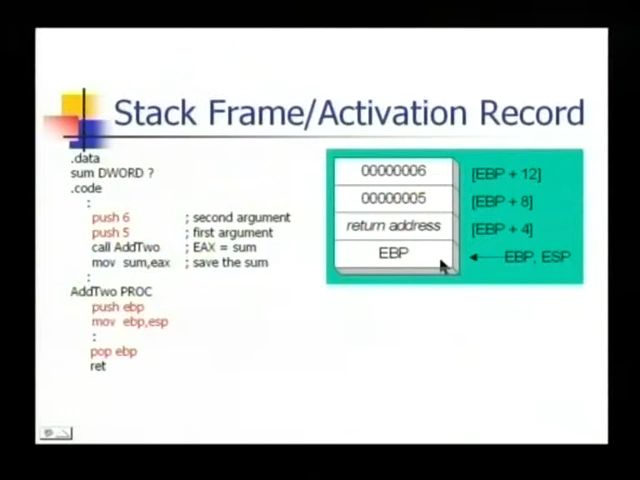 Stack Frame/Activation Record
.data
sum DWORD ?
.code
:
push 6 ; second argument
push 5 ; first argument
call AddTwo ; EAX = sum
mov sum,eax ; save the sum
:
AddTwo PROC
push ebp
mov ebp,esp
:
pop ebp
ret
00000006 [EBP + 12]
00000005 [EBP + 8]
return address [EBP + 4]
EBP EBP, ESP